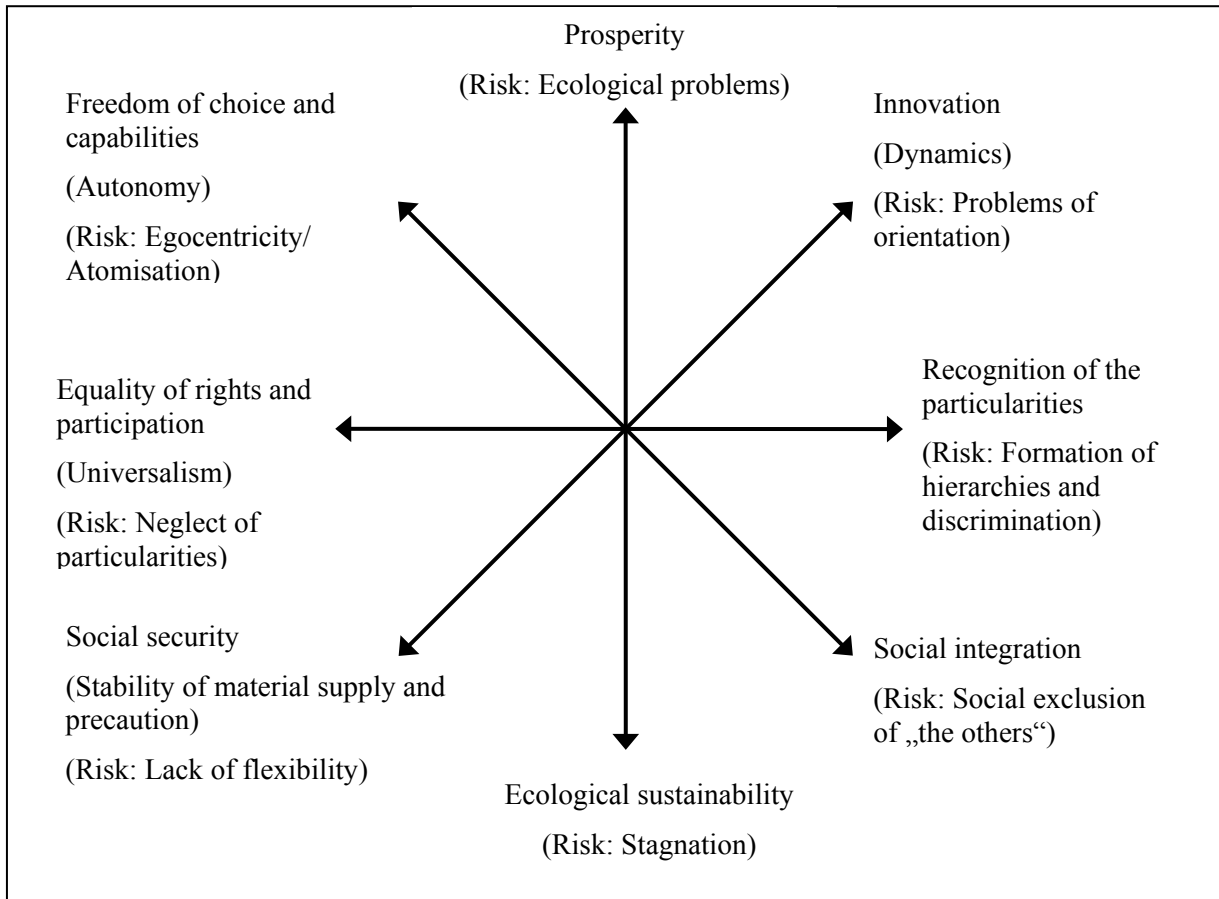 Prosperity
(Risk: Ecological problems)
Freedom of choice and
capabilities
(Autonomy)
(Risk: Egocentricity/
Atomisation)
Innovation
(Dynamics)
(Risk: Problems of
orientation)
Equality of rights and
participation
(Universalism)
(Risk: Neglect of
particularities)
Recognition of the
particularities
(Risk: Formation of
hierarchies and
discrimination)
Social security
(Stability of material supply and
precaution)
(Risk: Lack of flexibility)
Social integration
(Risk: Social exclusion
of „the others“)
Ecological sustainability
(Risk: Stagnation)